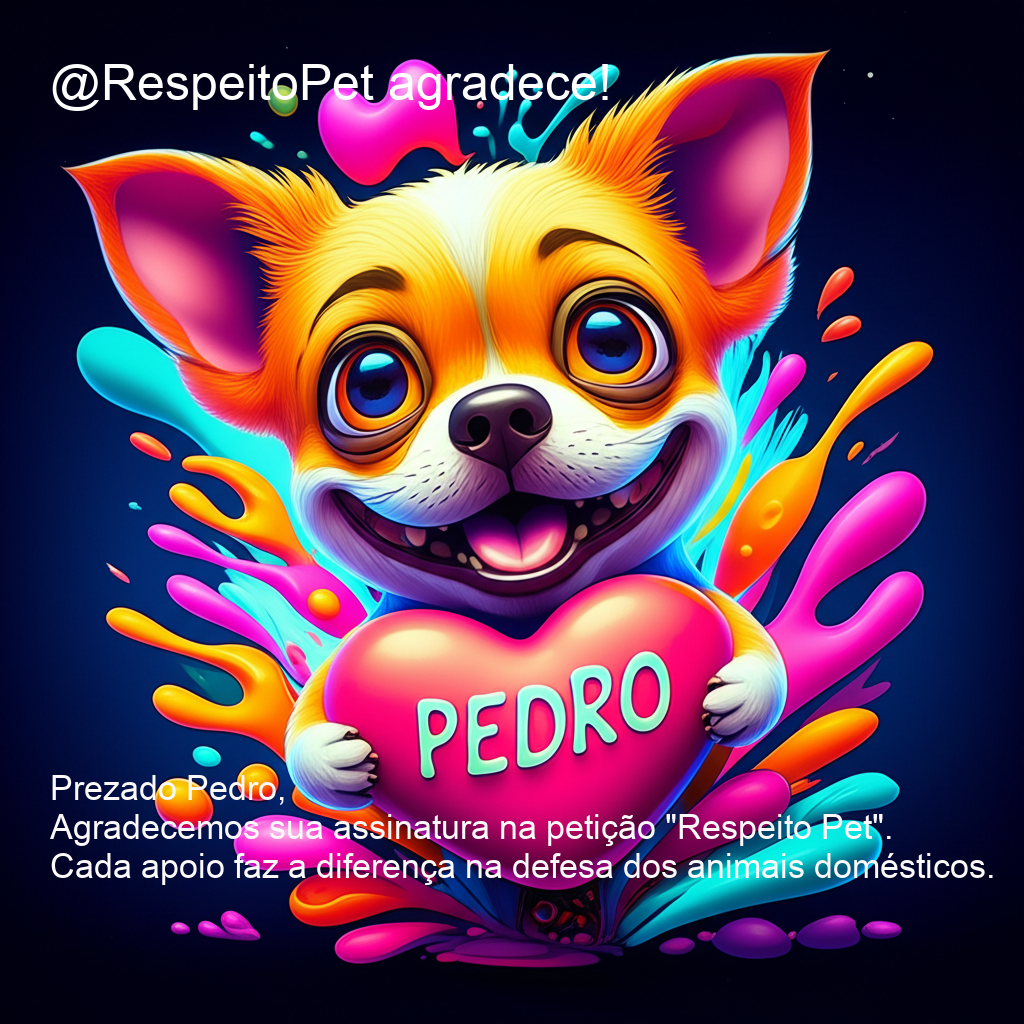 @RespeitoPet agradece!
PEDRO
Prezado Pedro,
Agradecemos sua assinatura na petição "Respeito Pet".
Cada apoio faz a diferença na defesa dos animais domésticos.